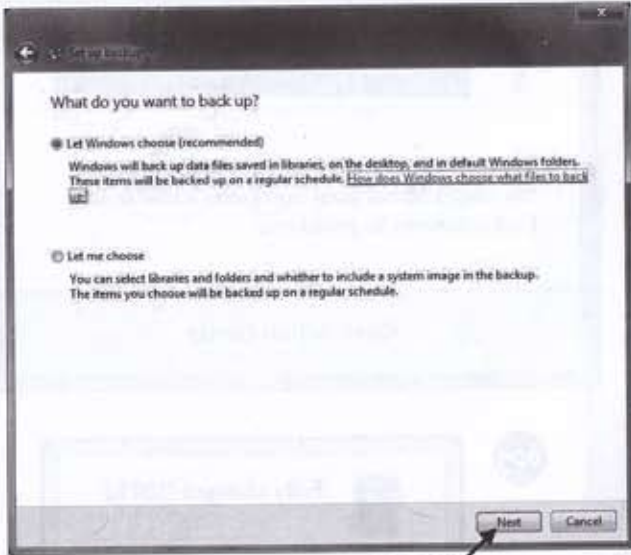 Set up backup
What do you want to back up?
Let Windows choose (recommended)
Windows will back up data files saved in libraries, on the desktop, and in default Windows folders.
These items will be backed up on a regular schedule. How does Windows choose what files to back
up?
Let me choose
You can select libraries and folders and whether to include a system image in the backup.
The items you choose will be backed up on a regular schedule.
Next
Cancel